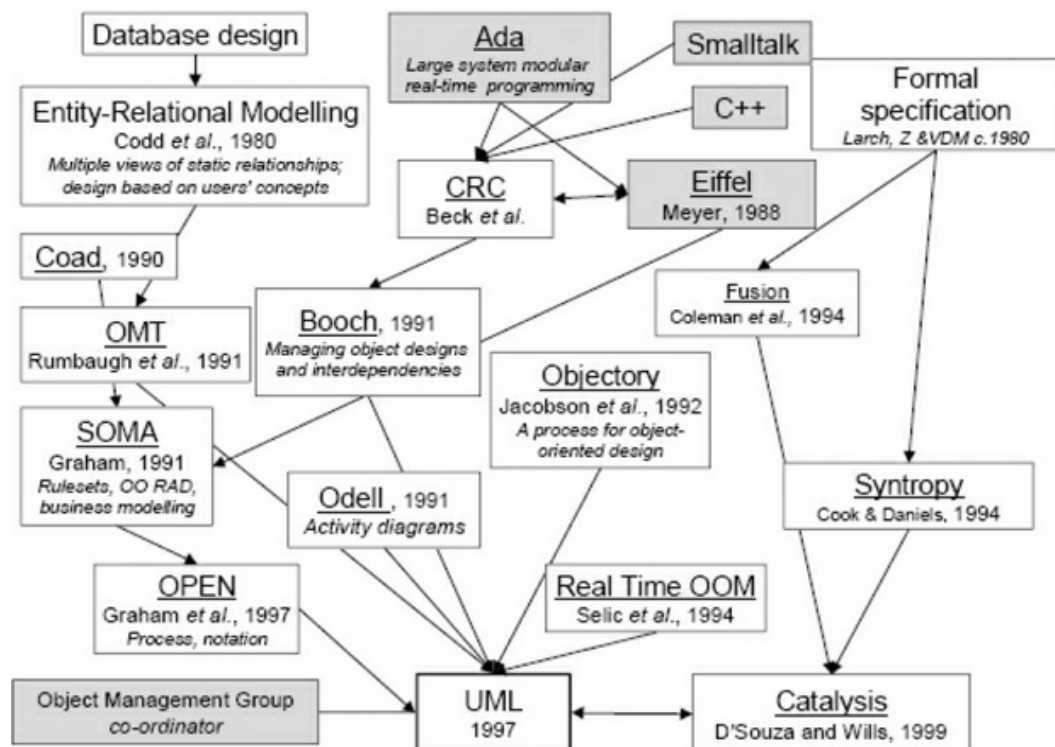 Database design
Ada
Large system modular
real-time programming
Smalltalk
Formal
specification
Larch, Z &VDM c.1980
Entity-Relational Modelling
Codd et al., 1980
Multiple views of static relationships;
design based on users' concepts
C++
CRC
Beck et al.
Eiffel
Meyer, 1988
Coad, 1990
OMT
Rumbaugh et al., 1991
Booch, 1991
Managing object designs
and interdependencies
Fusion
Coleman et al., 1994
Objectory
Jacobson et al., 1992
A process for object-
oriented design
SOMA
Graham, 1991
Rulesets, OO RAD,
business modelling
Odell, 1991
Activity diagrams
Syntropy
Cook & Daniels, 1994
OPEN
Graham et al., 1997
Process, notation
Real Time OOM
Selic et al., 1994
Object Management Group
co-ordinator
UML
1997
Catalysis
D'Souza and Wills, 1999